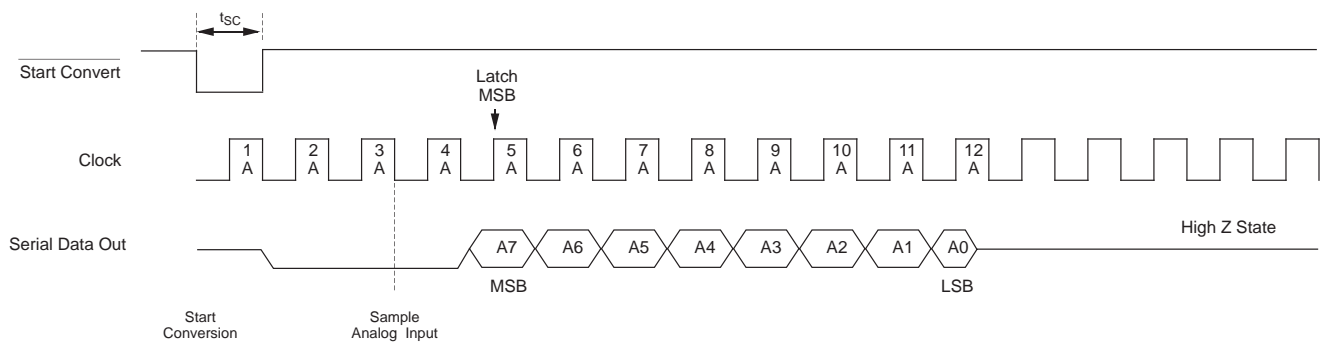 tSC
Start Convert
Latch
MSB
Clock
1 2 3 4 5 6 7 8 9 10 11 12
A A A A A A A A A A A A
Serial Data Out
A7 A6 A5 A4 A3 A2 A1 A0
High Z State
MSB
LSB
Start
Conversion
Sample
Analog Input